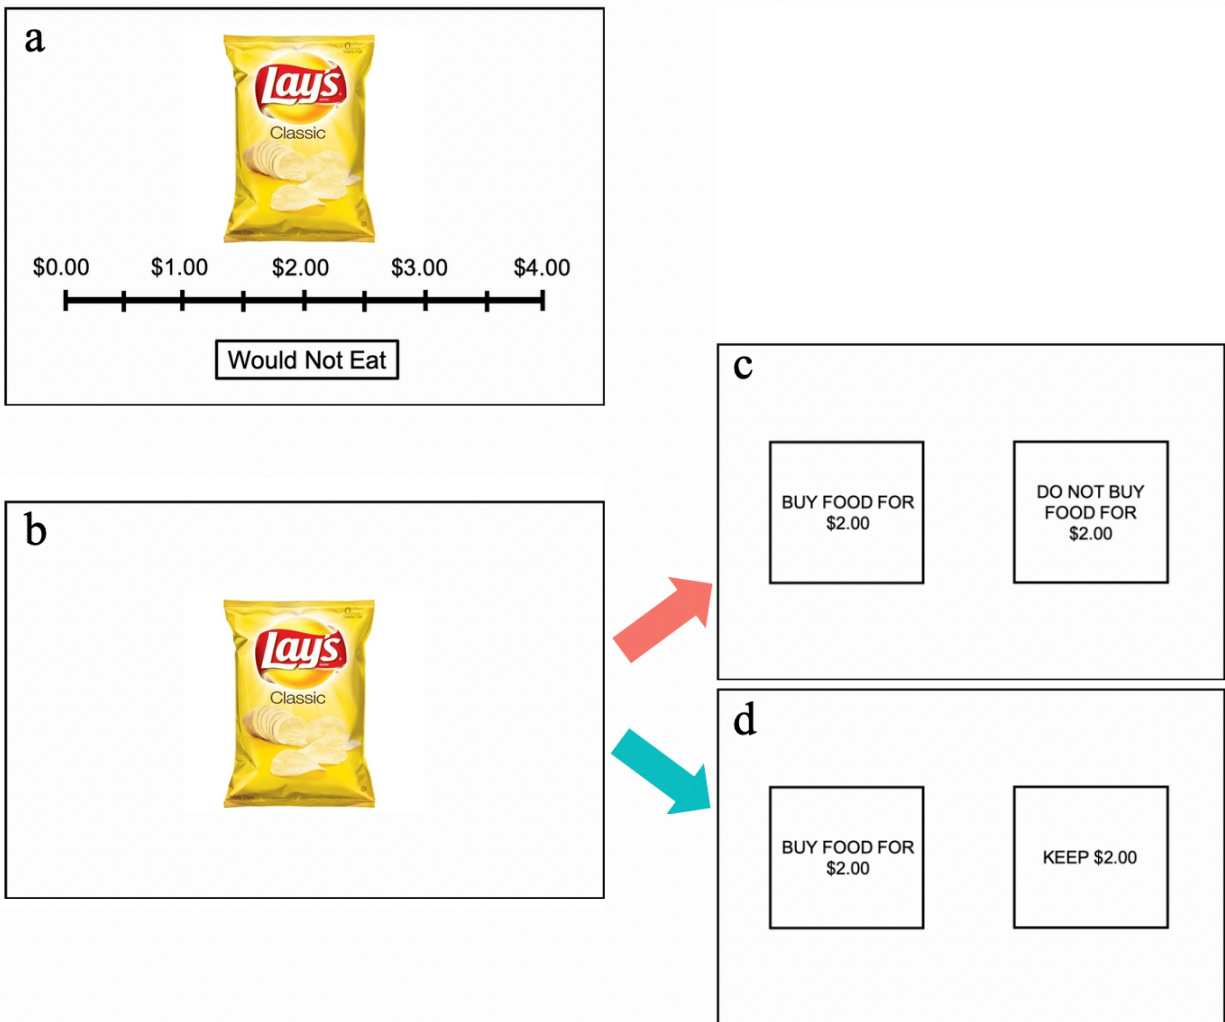 a
Lay's
Classic
$0.00 $1.00 $2.00 $3.00 $4.00
Would Not Eat
b
Lay's
Classic
c
BUY FOOD FOR
$2.00
DO NOT BUY
FOOD FOR
$2.00
d
BUY FOOD FOR
$2.00
KEEP $2.00